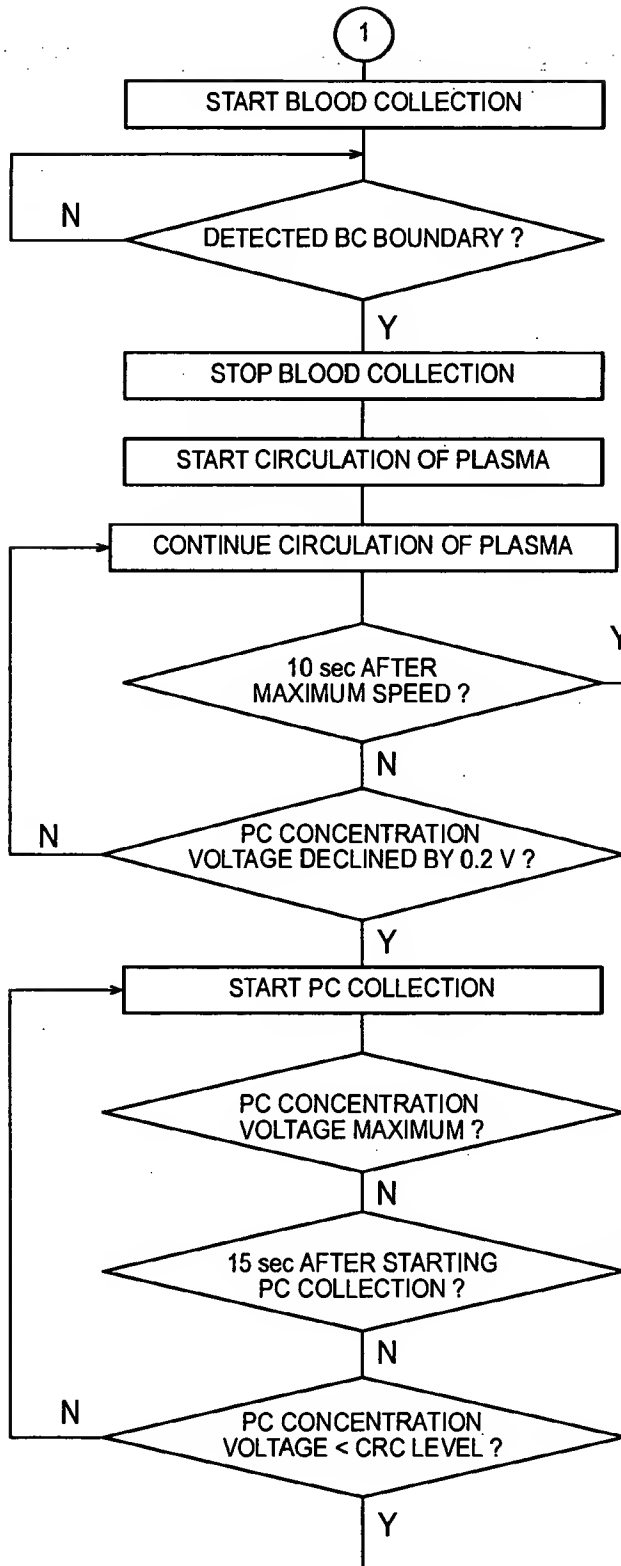 1
START BLOOD COLLECTION
N
DETECTED BC BOUNDARY ?
Y
STOP BLOOD COLLECTION
START CIRCULATION OF PLASMA
CONTINUE CIRCULATION OF PLASMA
Y
10 sec AFTER
MAXIMUM SPEED ?
N
N
PC CONCENTRATION
VOLTAGE DECLINED BY 0.2 V ?
Y
START PC COLLECTION
PC CONCENTRATION
VOLTAGE MAXIMUM ?
N
15 sec AFTER STARTING
PC COLLECTION ?
N
N
PC CONCENTRATION
VOLTAGE < CRC LEVEL ?
Y